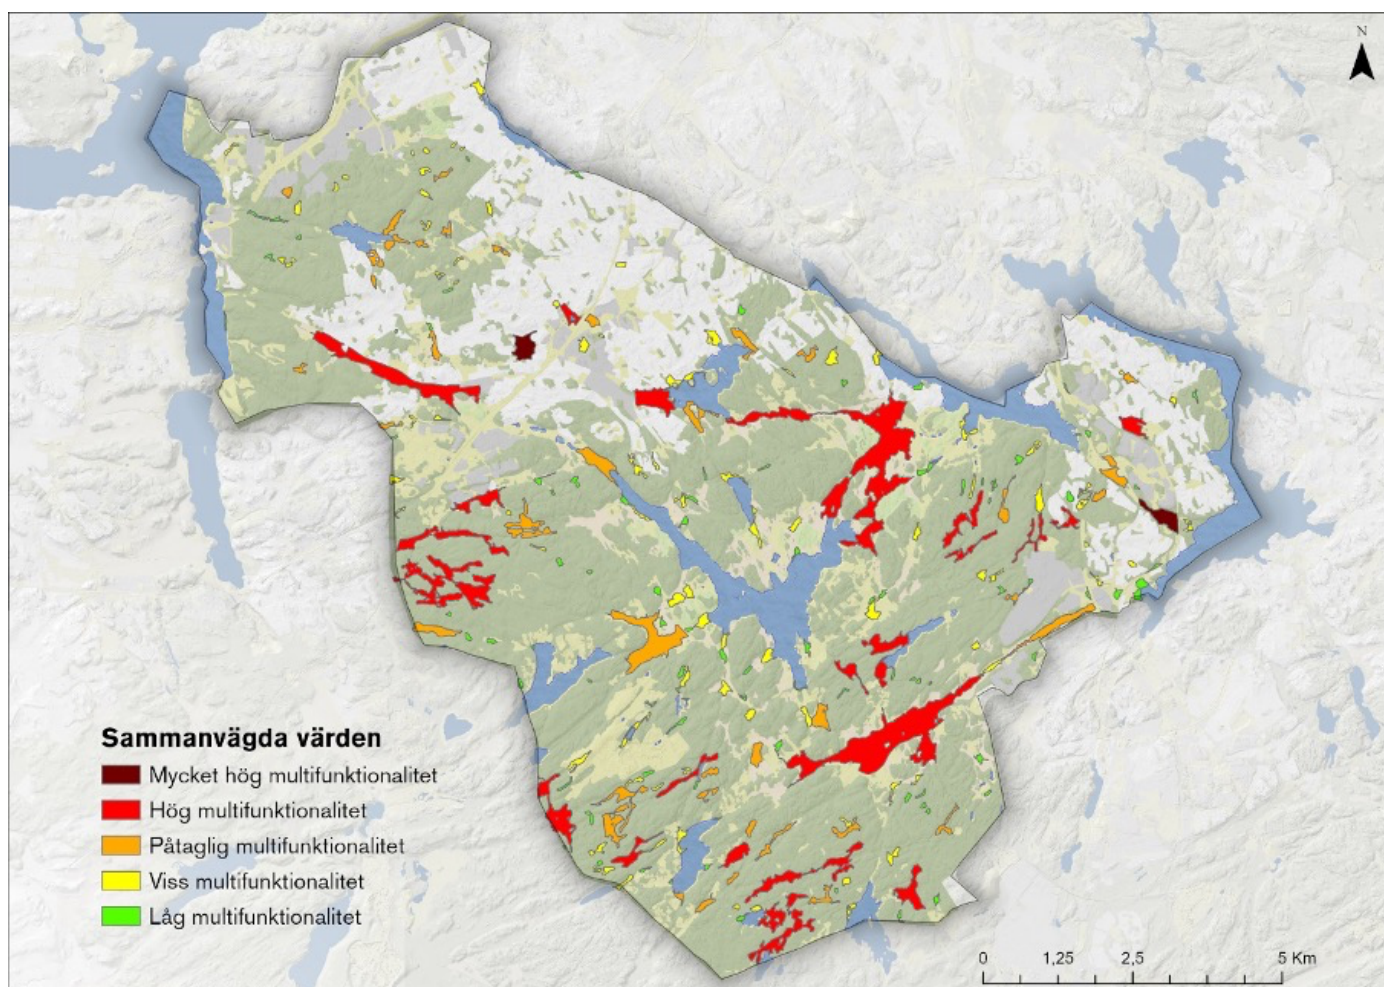 N
Sammanvägda värden
Mycket hög multifunktionalitet
Hög multifunktionalitet
Påtaglig multifunktionalitet
Viss multifunktionalitet
Låg multifunktionalitet
0 1,25 2,5 5 Km